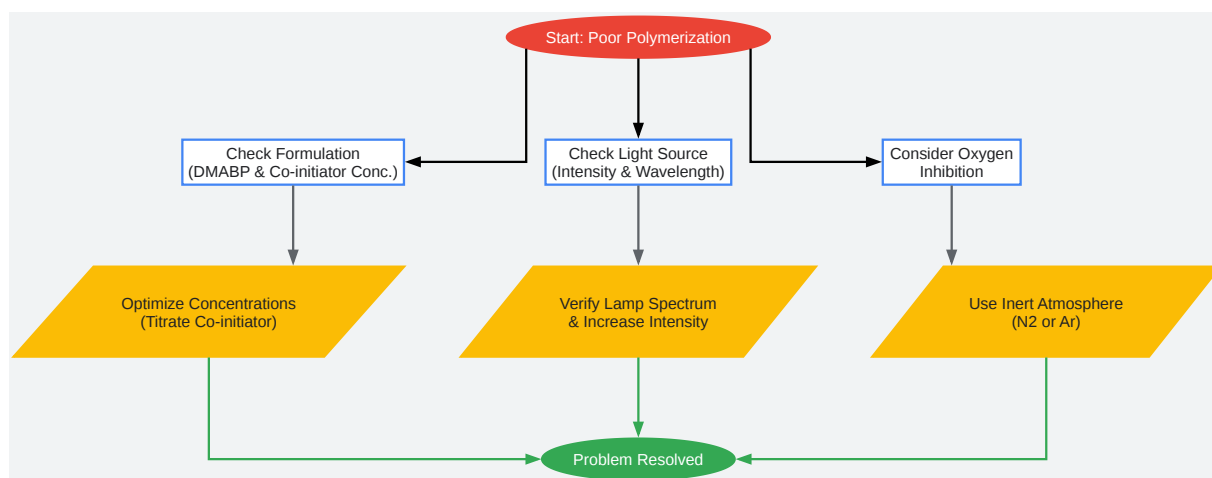 Start: Poor Polymerization
Check Formulation
(DMABP & Co-initiator Conc.)
Check Light Source
(Intensity & Wavelength)
Consider Oxygen
Inhibition
Optimize Concentrations
(Titrate Co-initiator)
Verify Lamp Spectrum
& Increase Intensity
Use Inert Atmosphere
(N2 or Ar)
Problem Resolved